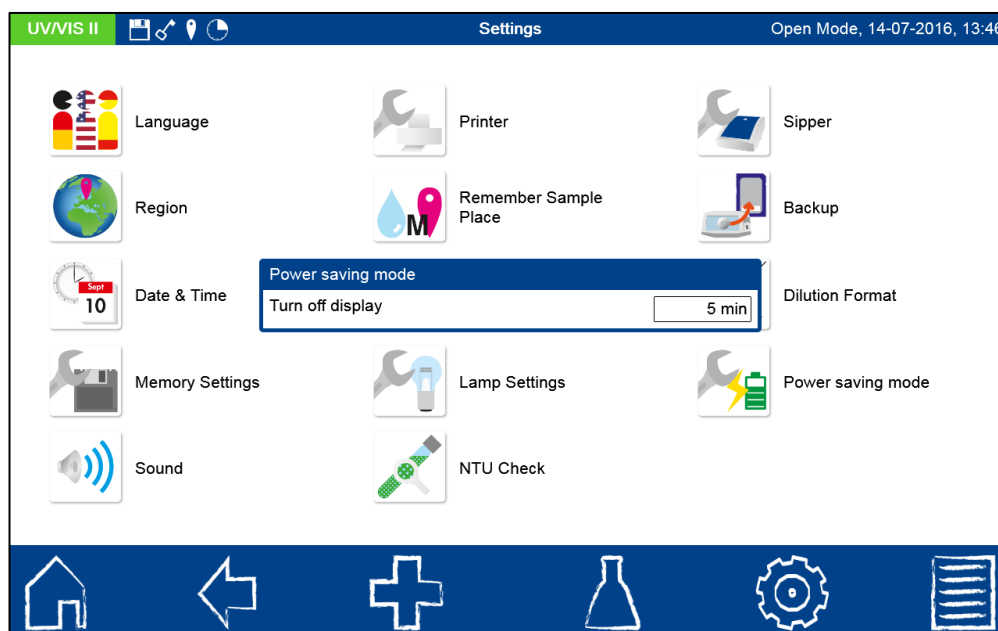 UV/VIS II
Settings
Open Mode, 14-07-2016, 13:46
Language
Printer
Sipper
Region
M
Remember Sample
Place
Backup
Sept
10
Date & Time
Power saving mode
Turn off display
5 min
Dilution Format
Memory Settings
Lamp Settings
Power saving mode
Sound
NTU Check